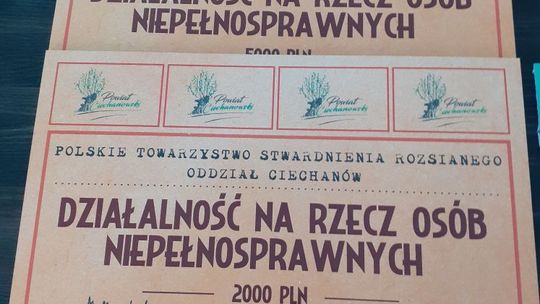 DZIAŁALNOŚĆ NA RZECZ OSÓB
NIEPEŁNOSPRAWNYCH
5000 PLN
Powiat Ciechanowski
Powiat Ciechanowski
Powiat Ciechanowski
Powiat Ciechanowski
POLSKIE TOWARZYSTWO STWARDNIENIA ROZSIANEGO
ODDZIAŁ CIECHANÓW
DZIAŁALNOŚĆ NA RZECZ OSÓB
NIEPEŁNOSPRAWNYCH
2000 PLN